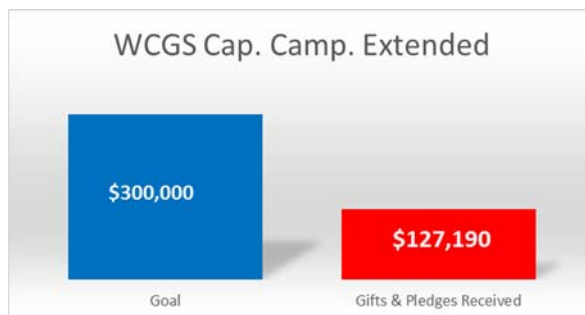 WCGS Cap. Camp. Extended
$300,000
$127,190
Goal
Gifts & Pledges Received